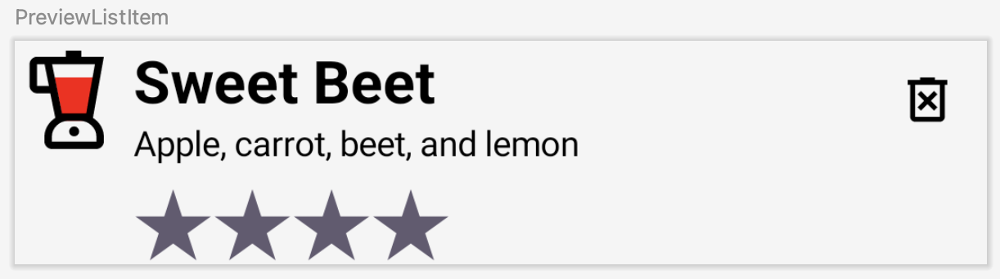 PreviewListItem
Sweet Beet
Apple, carrot, beet, and lemon